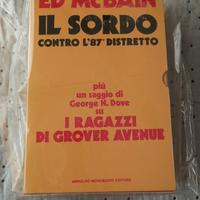 ED McBAIN
IL SORDO
CONTRO L'87° DISTRETTO
più
un saggio di
George N. Dove
su
I RAGAZZI
DI GROVER AVENUE
ARNOLDO MONDADORI EDITORE